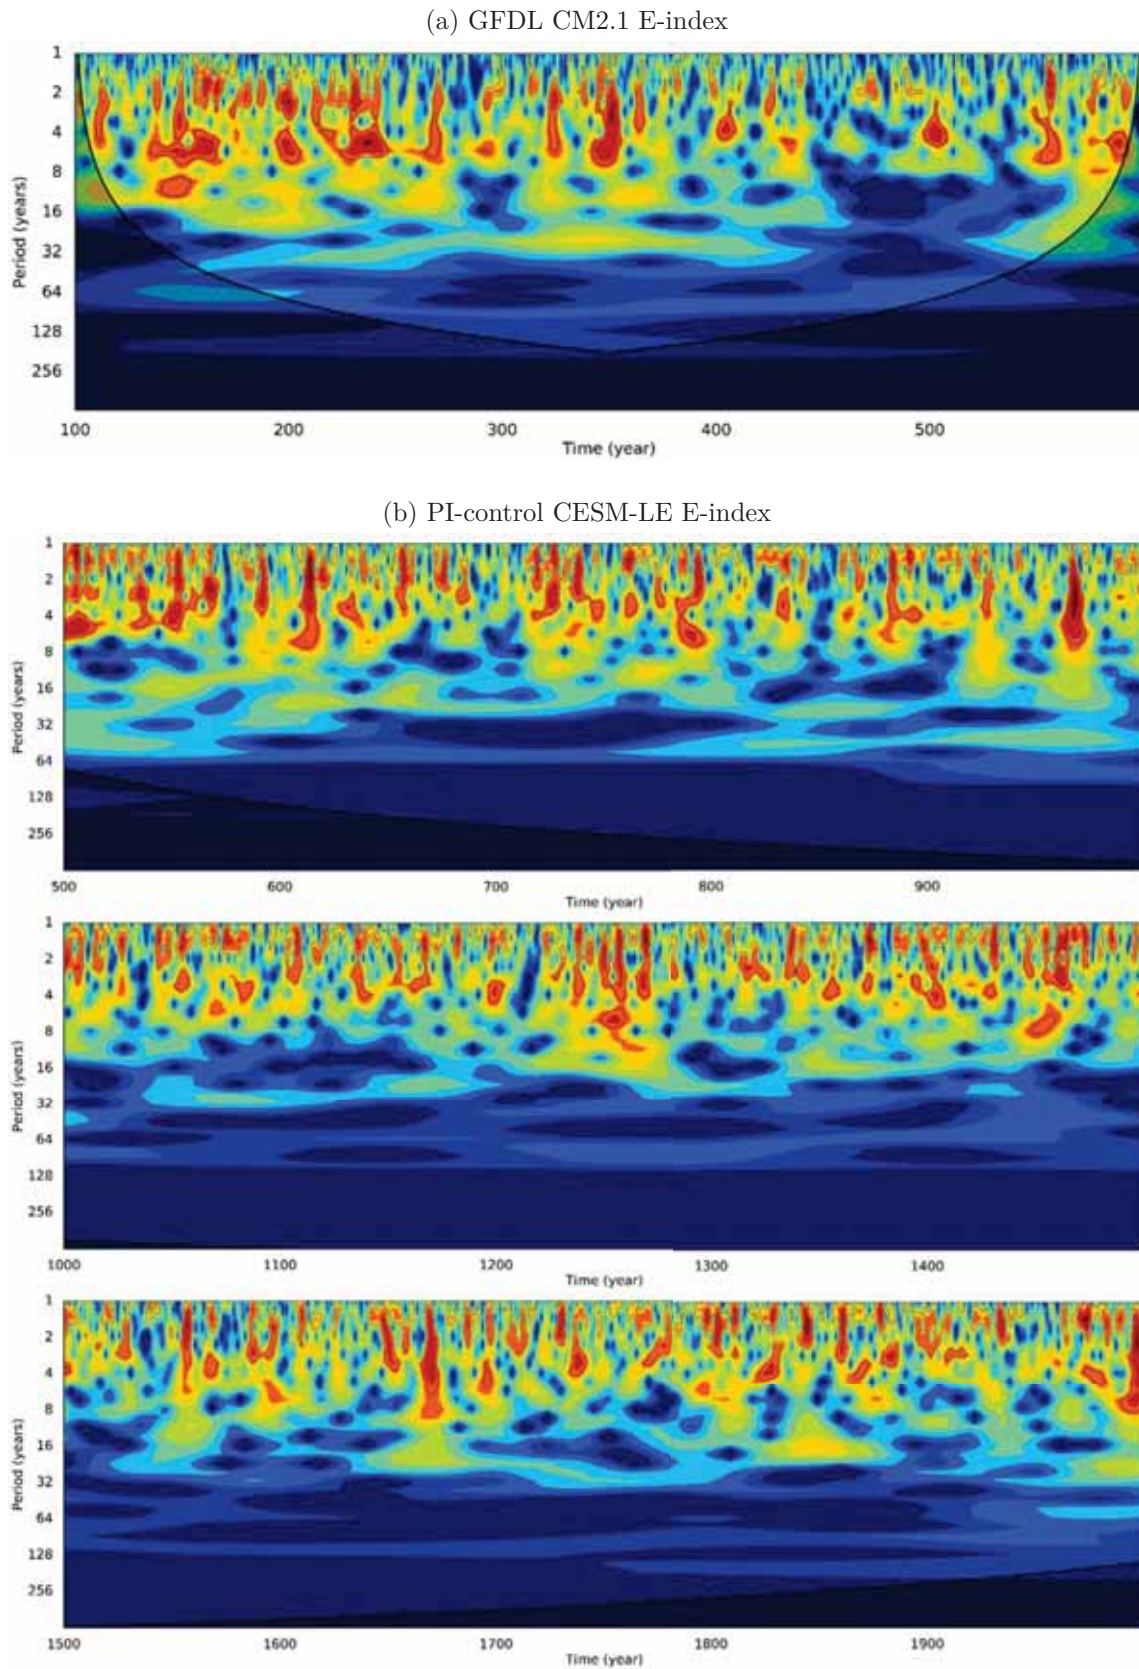 (a) GFDL CM2.1 E-index
1
2
4
8
16
32
64
128
256
Period (years)
100 200 300 400 500
Time (year)
(b) PI-control CESM-LE E-index
1
2
4
8
16
32
64
128
256
Period (years)
500 600 700 800 900
Time (year)
1
2
4
8
16
32
64
128
256
Period (years)
1000 1100 1200 1300 1400
Time (year)
1
2
4
8
16
32
64
128
256
Period (years)
1500 1600 1700 1800 1900
Time (year)